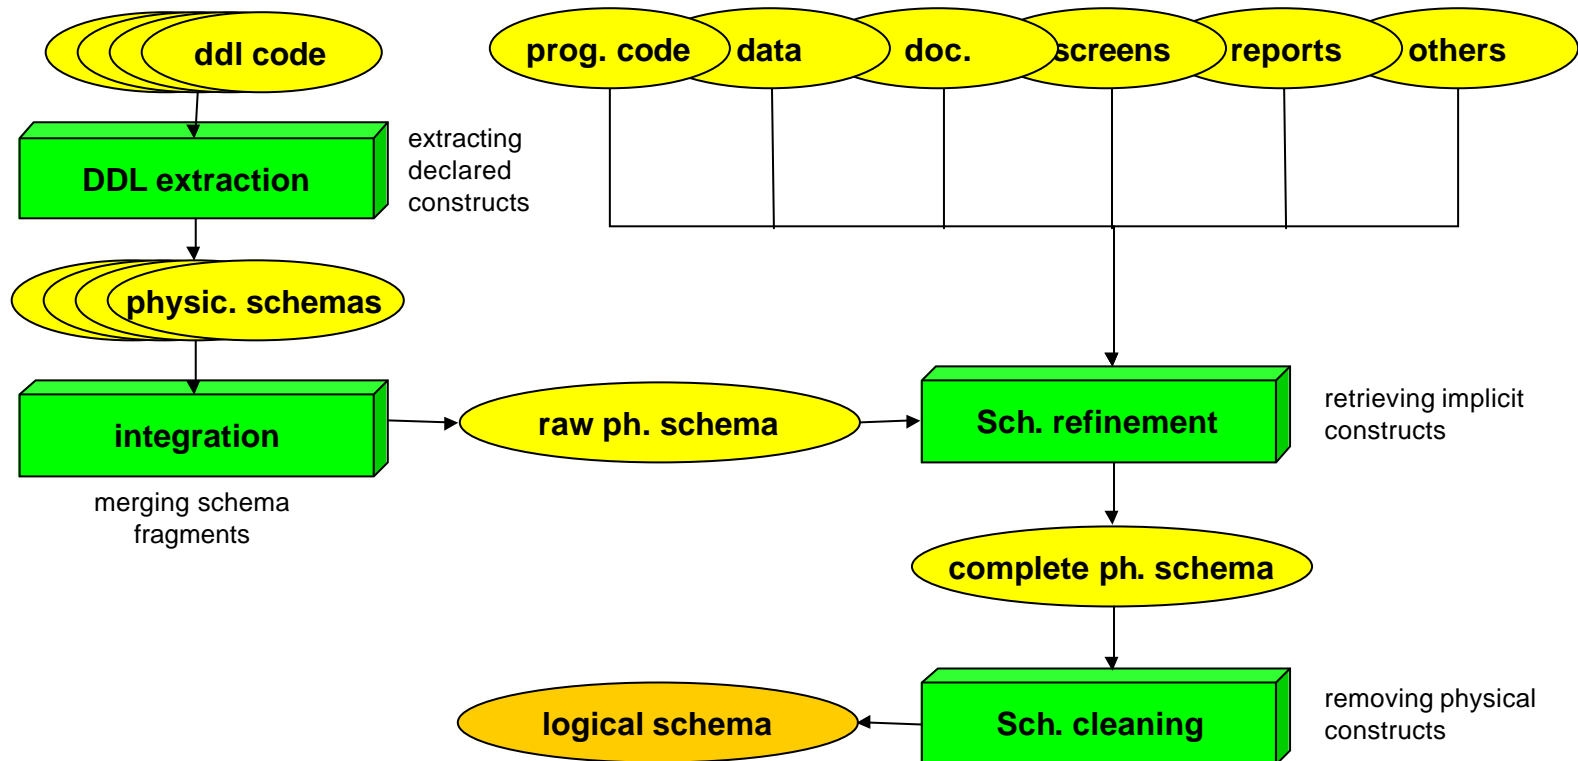 ddl code
prog. code
data
doc.
screens
reports
others
DDL extraction
extracting
declared
constructs
physic. schemas
integration
merging schema
fragments
raw ph. schema
Sch. refinement
retrieving implicit
constructs
complete ph. schema
logical schema
Sch. cleaning
removing physical
constructs